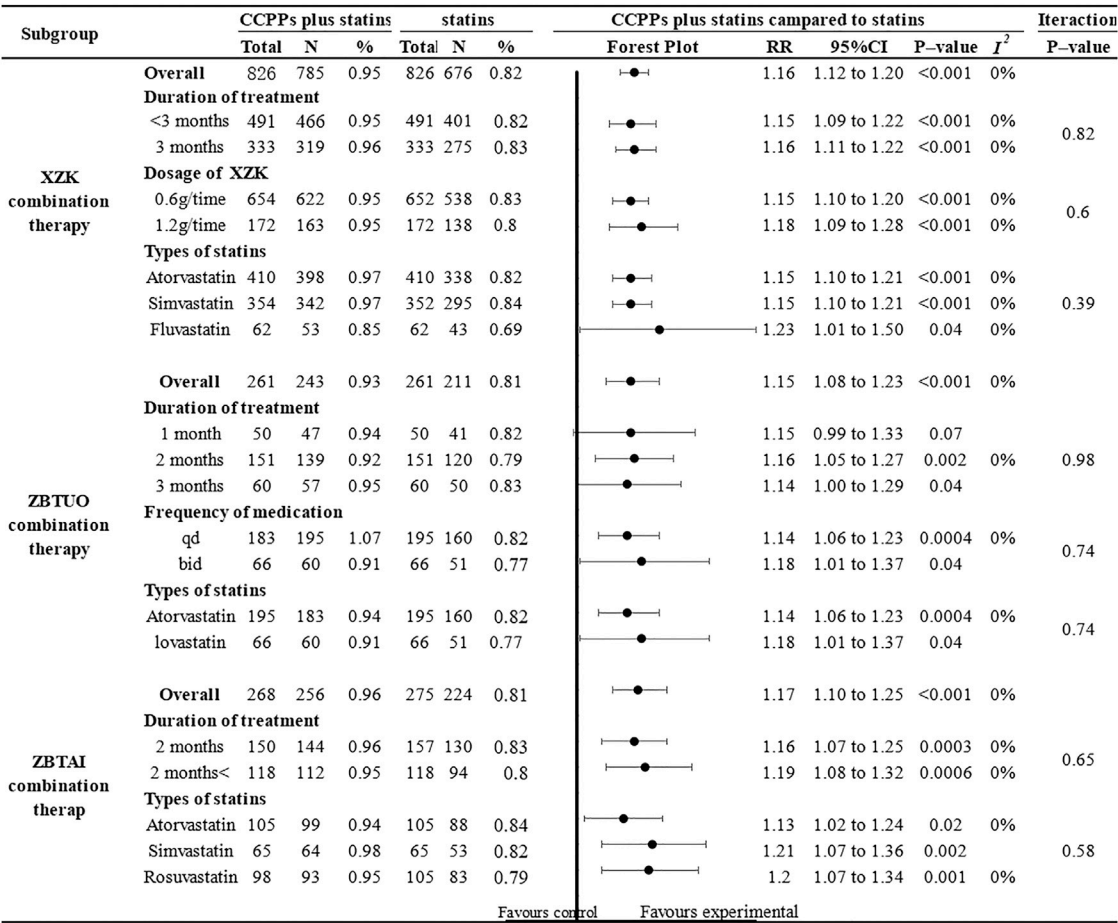 Subgroup CCPPs plus statins statins CCPPs plus statins campared to statins Iteraction
Total N % Total N % Forest Plot RR 95%CI P–value I² P–value
Overall 826 785 0.95 826 676 0.82 1.16 1.12 to 1.20 <0.001 0%
Duration of treatment
<3 months 491 466 0.95 491 401 0.82 1.15 1.09 to 1.22 <0.001 0%
0.82
3 months 333 319 0.96 333 275 0.83 1.16 1.11 to 1.22 <0.001 0%
XZK combination therapy
Dosage of XZK
0.6g/time 654 622 0.95 652 538 0.83 1.15 1.10 to 1.20 <0.001 0%
0.6
1.2g/time 172 163 0.95 172 138 0.8 1.18 1.09 to 1.28 <0.001 0%
Types of statins
Atorvastatin 410 398 0.97 410 338 0.82 1.15 1.10 to 1.21 <0.001 0%
Simvastatin 354 342 0.97 352 295 0.84 1.15 1.10 to 1.21 <0.001 0% 0.39
Fluvastatin 62 53 0.85 62 43 0.69 1.23 1.01 to 1.50 0.04 0%
Overall 261 243 0.93 261 211 0.81 1.15 1.08 to 1.23 <0.001 0%
Duration of treatment
1 month 50 47 0.94 50 41 0.82 1.15 0.99 to 1.33 0.07
2 months 151 139 0.92 151 120 0.79 1.16 1.05 to 1.27 0.002 0% 0.98
3 months 60 57 0.95 60 50 0.83 1.14 1.00 to 1.29 0.04
ZBTUO combination therapy
Frequency of medication
qd 183 195 1.07 195 160 0.82 1.14 1.06 to 1.23 0.0004 0%
0.74
bid 66 60 0.91 66 51 0.77 1.18 1.01 to 1.37 0.04
Types of statins
Atorvastatin 195 183 0.94 195 160 0.82 1.14 1.06 to 1.23 0.0004 0%
0.74
lovastatin 66 60 0.91 66 51 0.77 1.18 1.01 to 1.37 0.04
Overall 268 256 0.96 275 224 0.81 1.17 1.10 to 1.25 <0.001 0%
Duration of treatment
2 months 150 144 0.96 157 130 0.83 1.16 1.07 to 1.25 0.0003 0%
0.65
2 months< 118 112 0.95 118 94 0.8 1.19 1.08 to 1.32 0.0006 0%
ZBTAI combination therap
Types of statins
Atorvastatin 105 99 0.94 105 88 0.84 1.13 1.02 to 1.24 0.02 0%
Simvastatin 65 64 0.98 65 53 0.82 1.21 1.07 to 1.36 0.002 0.58
Rosuvastatin 98 93 0.95 105 83 0.79 1.2 1.07 to 1.34 0.001 0%
Favours control Favours experimental